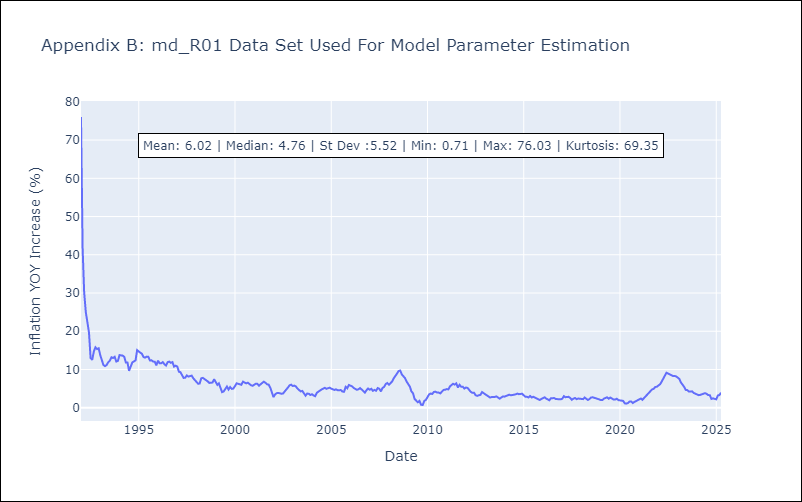 Appendix B: md_R01 Data Set Used For Model Parameter Estimation
80
Mean: 6.02 | Median: 4.76 | St Dev :5.52 | Min: 0.71 | Max: 76.03 | Kurtosis: 69.35
70
60
50
40
30
20
10
0
Inflation YOY Increase (%)
1995 2000 2005 2010 2015 2020 2025
Date